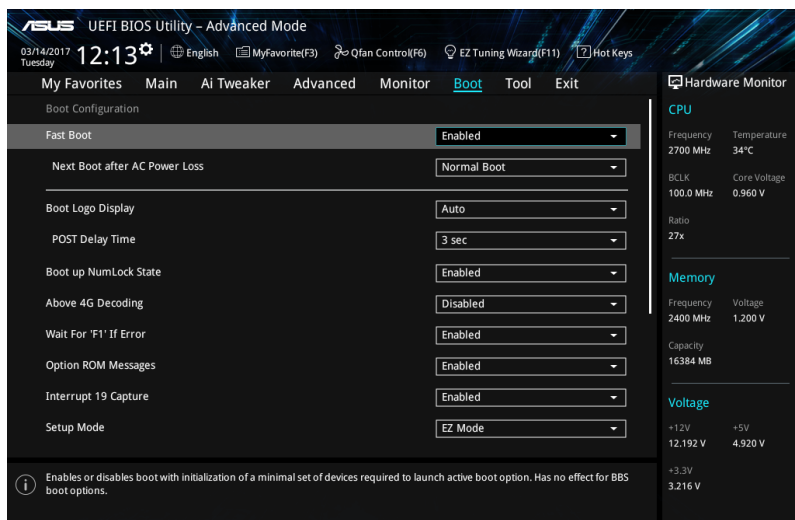 ASUS UEFI BIOS Utility – Advanced Mode
03/14/2017 Tuesday 12:13 English MyFavorite(F3) Qfan Control(F6) EZ Tuning Wizard(F11) ? Hot Keys
My Favorites Main Ai Tweaker Advanced Monitor Boot Tool Exit
Boot Configuration
Fast Boot Enabled
Next Boot after AC Power Loss Normal Boot
Boot Logo Display Auto
POST Delay Time 3 sec
Boot up NumLock State Enabled
Above 4G Decoding Disabled
Wait For 'F1' If Error Enabled
Option ROM Messages Enabled
Interrupt 19 Capture Enabled
Setup Mode EZ Mode
i Enables or disables boot with initialization of a minimal set of devices required to launch active boot option. Has no effect for BBS
boot options.
Hardware Monitor
CPU
Frequency Temperature
2700 MHz 34°C
BCLK Core Voltage
100.0 MHz 0.960 V
Ratio
27x
Memory
Frequency Voltage
2400 MHz 1.200 V
Capacity
16384 MB
Voltage
+12V +5V
12.192 V 4.920 V
+3.3V
3.216 V